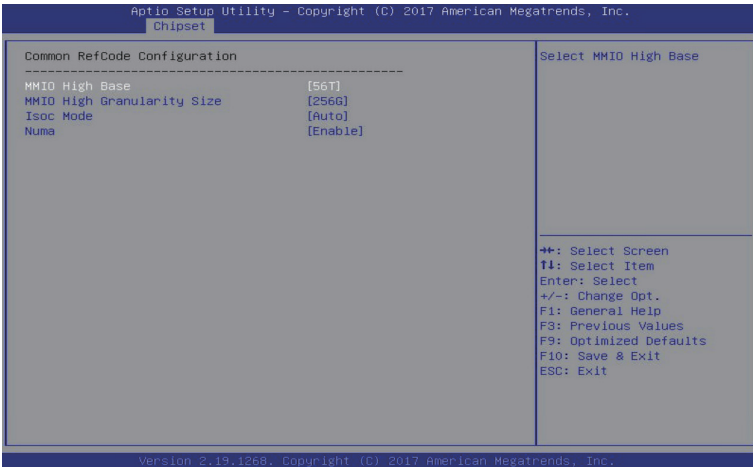 Aptio Setup Utility – Copyright (C) 2017 American Megatrends, Inc.
Chipset
Common RefCode Configuration
--------------------------------------------------
MMIO High Base [56T]
MMIO High Granularity Size [256G]
Isoc Mode [Auto]
Numa [Enable]
Select MMIO High Base
→←: Select Screen
↑↓: Select Item
Enter: Select
+/-: Change Opt.
F1: General Help
F3: Previous Values
F9: Optimized Defaults
F10: Save & Exit
ESC: Exit
Version 2.19.1268. Copyright (C) 2017 American Megatrends, Inc.